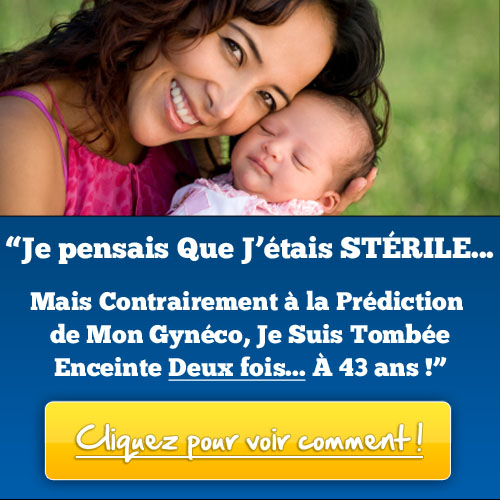 “Je pensais Que J’étais STÉRILE...
Mais Contrairement à la Prédiction
de Mon Gynéco, Je Suis Tombée
Enceinte Deux fois... À 43 ans !”
Cliquez pour voir comment !